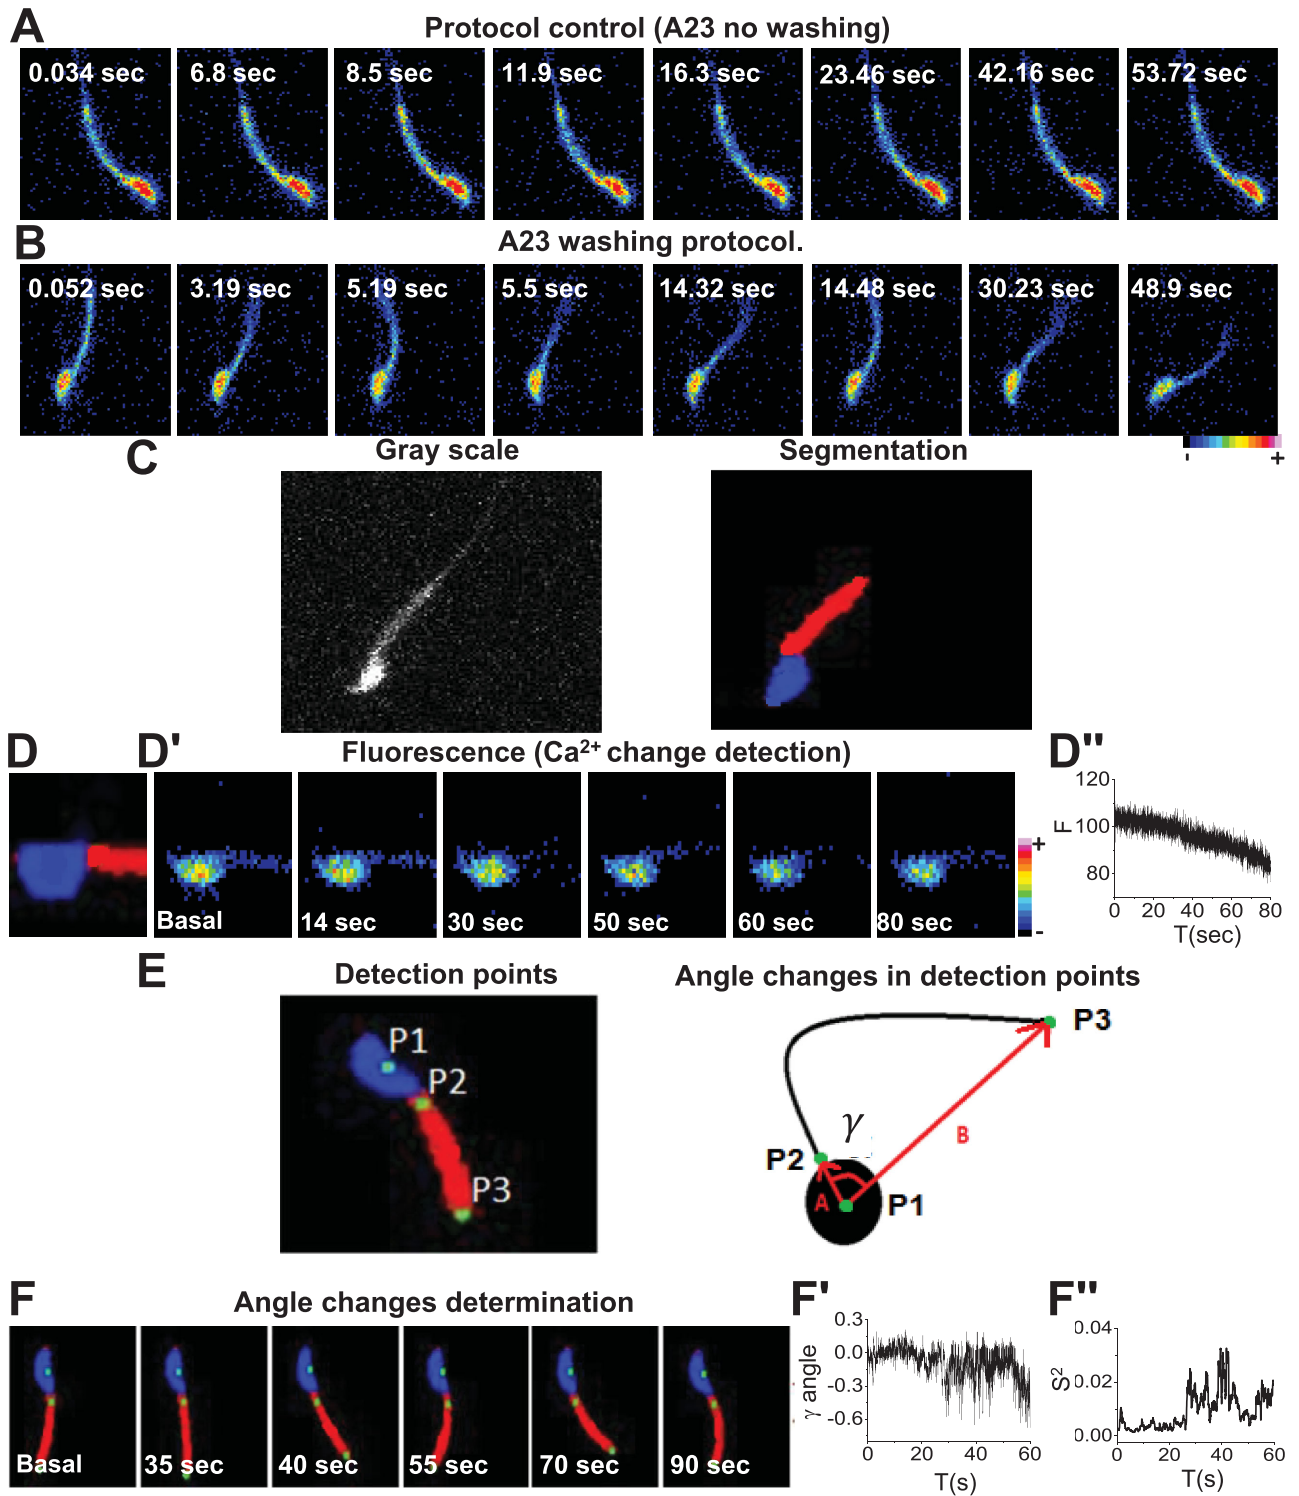 A
Protocol control (A23 no washing)
0.034 sec 6.8 sec 8.5 sec 11.9 sec 16.3 sec 23.46 sec 42.16 sec 53.72 sec
B
A23 washing protocol.
0.052 sec 3.19 sec 5.19 sec 5.5 sec 14.32 sec 14.48 sec 30.23 sec 48.9 sec
- +
C
Gray scale
Segmentation
D
D'
Fluorescence (Ca²⁺ change detection)
Basal 14 sec 30 sec 50 sec 60 sec 80 sec
+
-
D"
120
100
80
F
0 20 40 60 80
T(sec)
E
Detection points
P1
P2
P3
Angle changes in detection points
P3
γ
B
P2
A
P1
F
Angle changes determination
Basal 35 sec 40 sec 55 sec 70 sec 90 sec
F'
0.3
0.0
-0.3
-0.6
γ angle
0 20 40 60
T(s)
F"
0.04
0.02
0.00
S²
0 20 40 60
T(s)